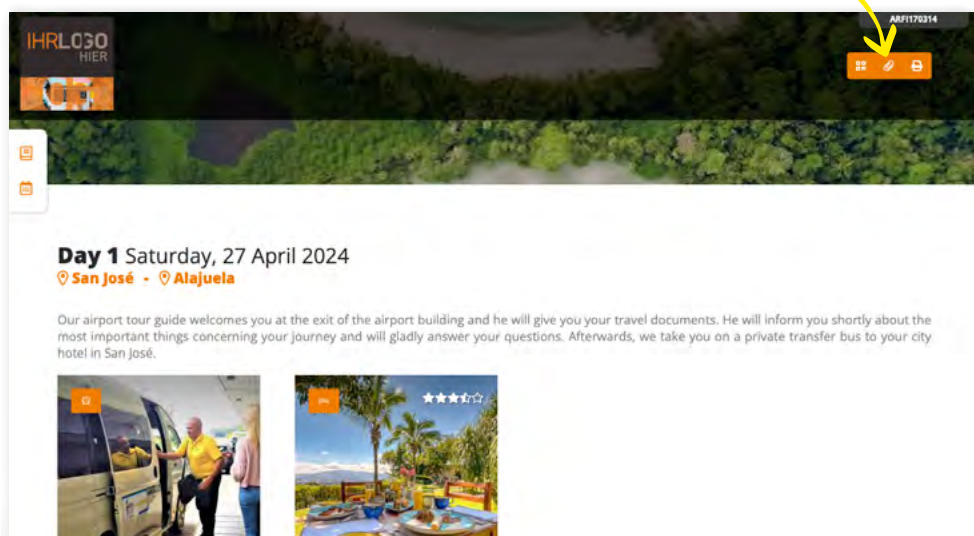 ARFI170314
IHRLOGO
HIER
Day 1 Saturday, 27 April 2024
San José - Alajuela
Our airport tour guide welcomes you at the exit of the airport building and he will give you your travel documents. He will inform you shortly about the
most important things concerning your journey and will gladly answer your questions. Afterwards, we take you on a private transfer bus to your city
hotel in San José.